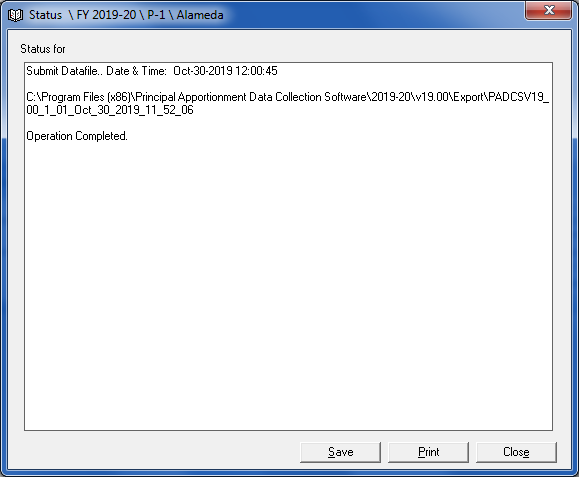 Status \ FY 2019-20 \ P-1 \ Alameda
Status for
Submit Datafile.. Date & Time:  Oct-30-2019 12:00:45
C:\Program Files (x86)\Principal Apportionment Data Collection Software\2019-20\v19.00\Export\PADCSV19_
00_1_01_Oct_30_2019_11_52_06
Operation Completed.
Save Print Close